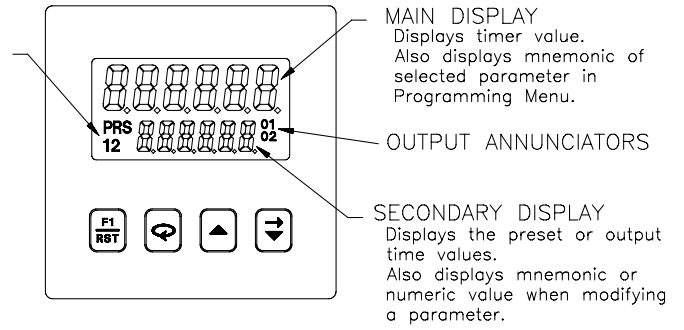 MAIN DISPLAY
Displays timer value.
Also displays mnemonic of
selected parameter in
Programming Menu.
PRS
12
01
02
OUTPUT ANNUNCIATORS
SECONDARY DISPLAY
Displays the preset or output
time values.
Also displays mnemonic or
numeric value when modifying
a parameter.
F1
RST